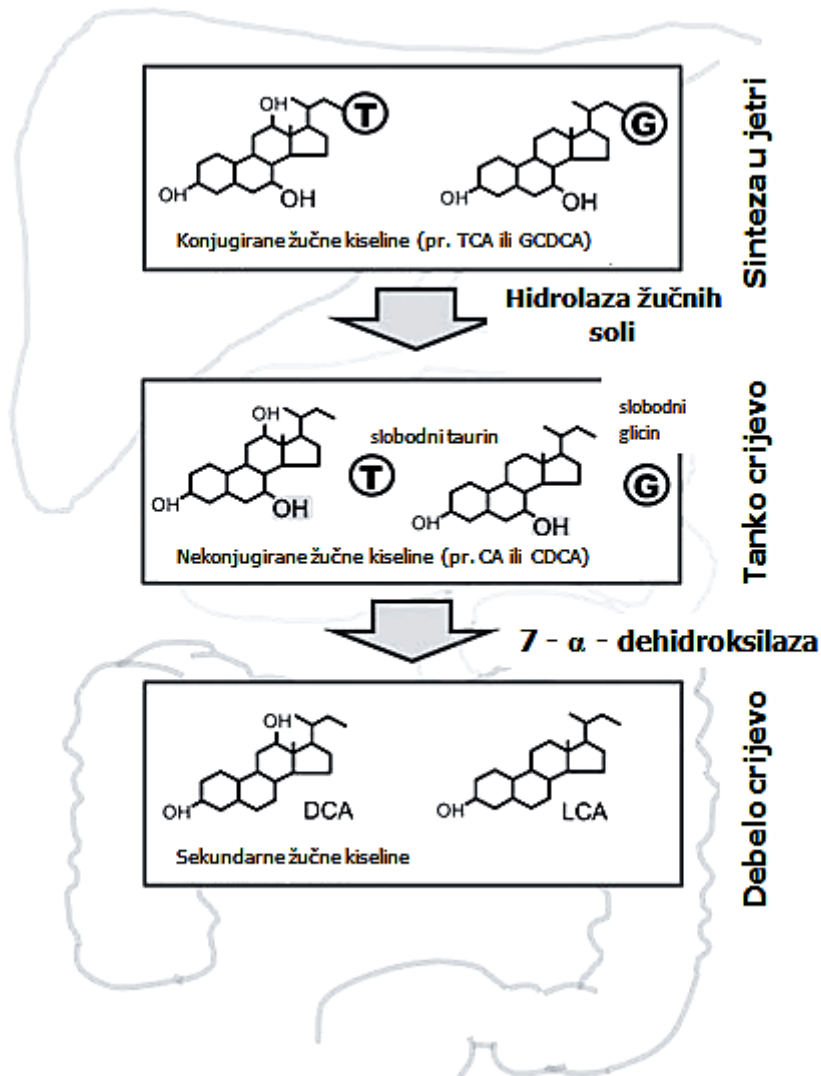 OH
T
OH
OH
G
OH
OH
Konjugirane žučne kiseline (pr. TCA ili GCDCA)
Sinteza u jetri
Hidrolaza žučnih
soli
OH
slobodni taurin
T
OH
OH
slobodni
glicin
G
OH
OH
Nekonjugirane žučne kiseline (pr. CA ili CDCA)
Tanko crijevo
7 - α - dehidroksilaza
OH
OH
DCA
OH
LCA
Sekundarne žučne kiseline
Debelo crijevo